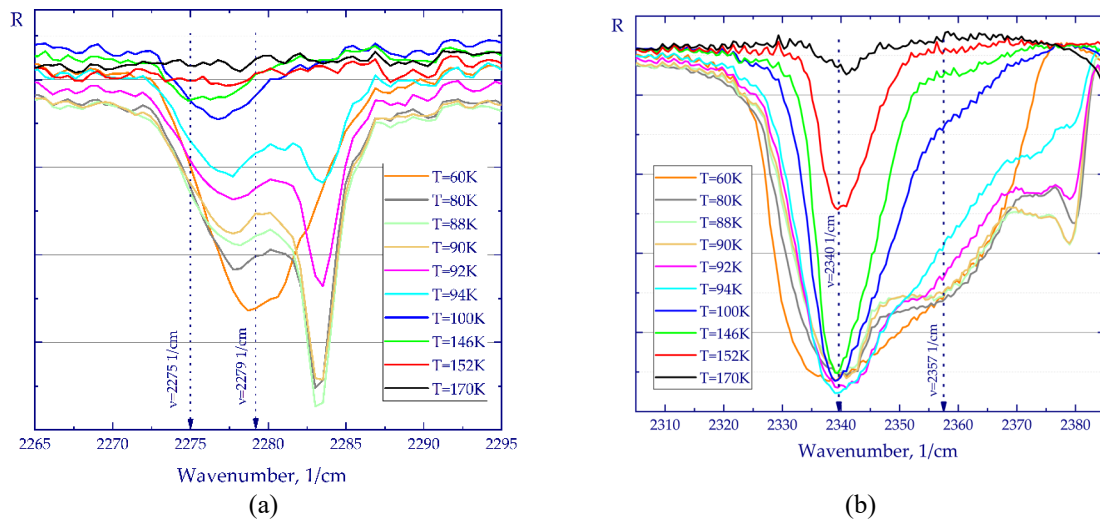 R
ν=2275 1/cm
ν=2279 1/cm
T=60K
T=80K
T=88K
T=90K
T=92K
T=94K
T=100K
T=146K
T=152K
T=170K
2265 2270 2275 2280 2285 2290 2295
Wavenumber, 1/cm
(a)
R
ν=2340 1/cm
ν=2357 1/cm
T=60K
T=80K
T=88K
T=90K
T=92K
T=94K
T=100K
T=146K
T=152K
T=170K
2310 2320 2330 2340 2350 2360 2370 2380
Wavenumber, 1/cm
(b)